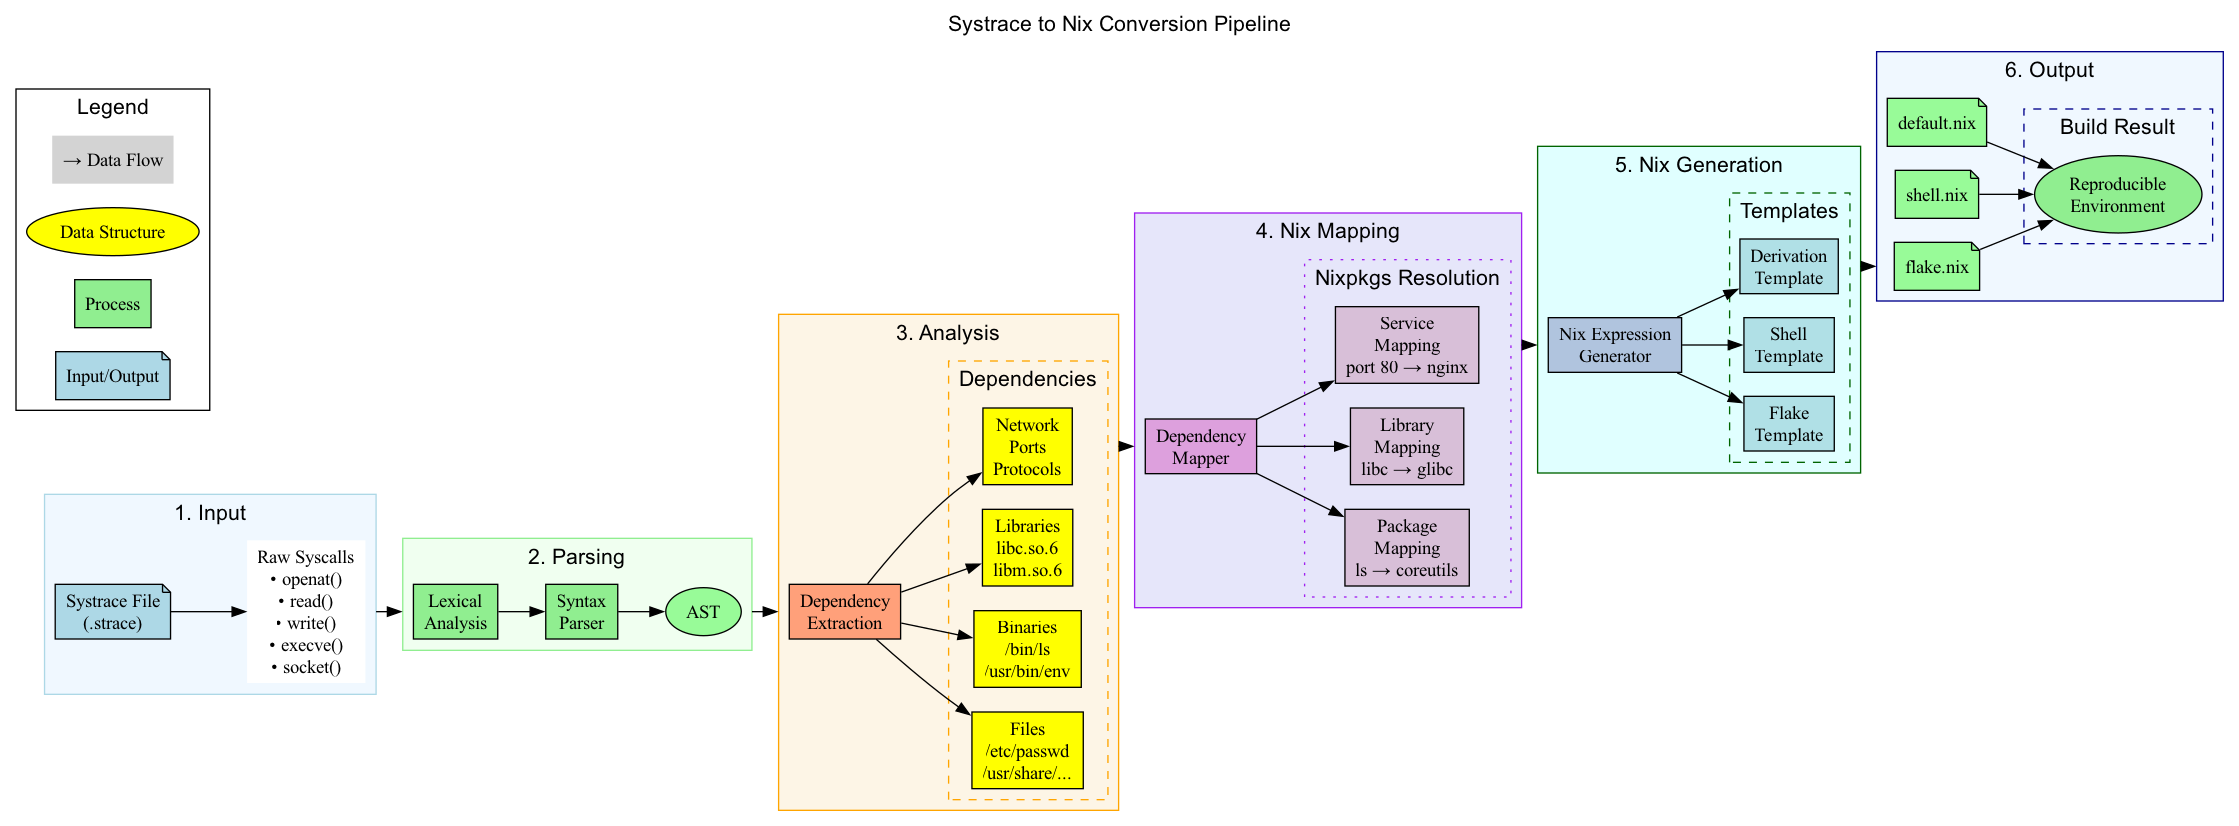 Systrace to Nix Conversion Pipeline
Legend
→ Data Flow
Data Structure
Process
Input/Output
1. Input
Systrace File
(.strace)
Raw Syscalls
• openat()
• read()
• write()
• execve()
• socket()
2. Parsing
Lexical
Analysis
Syntax
Parser
AST
3. Analysis
Dependency
Extraction
Dependencies
Network
Ports
Protocols
Libraries
libc.so.6
libm.so.6
Binaries
/bin/ls
/usr/bin/env
Files
/etc/passwd
/usr/share/...
4. Nix Mapping
Dependency
Mapper
Nixpkgs Resolution
Service
Mapping
port 80 → nginx
Library
Mapping
libc → glibc
Package
Mapping
ls → coreutils
5. Nix Generation
Nix Expression
Generator
Templates
Derivation
Template
Shell
Template
Flake
Template
6. Output
default.nix
shell.nix
flake.nix
Build Result
Reproducible
Environment